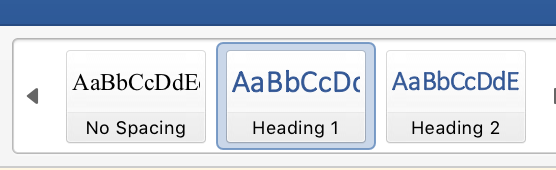 AaBbCcDdE
No Spacing
AaBbCcDc
Heading 1
AaBbCcDdE
Heading 2